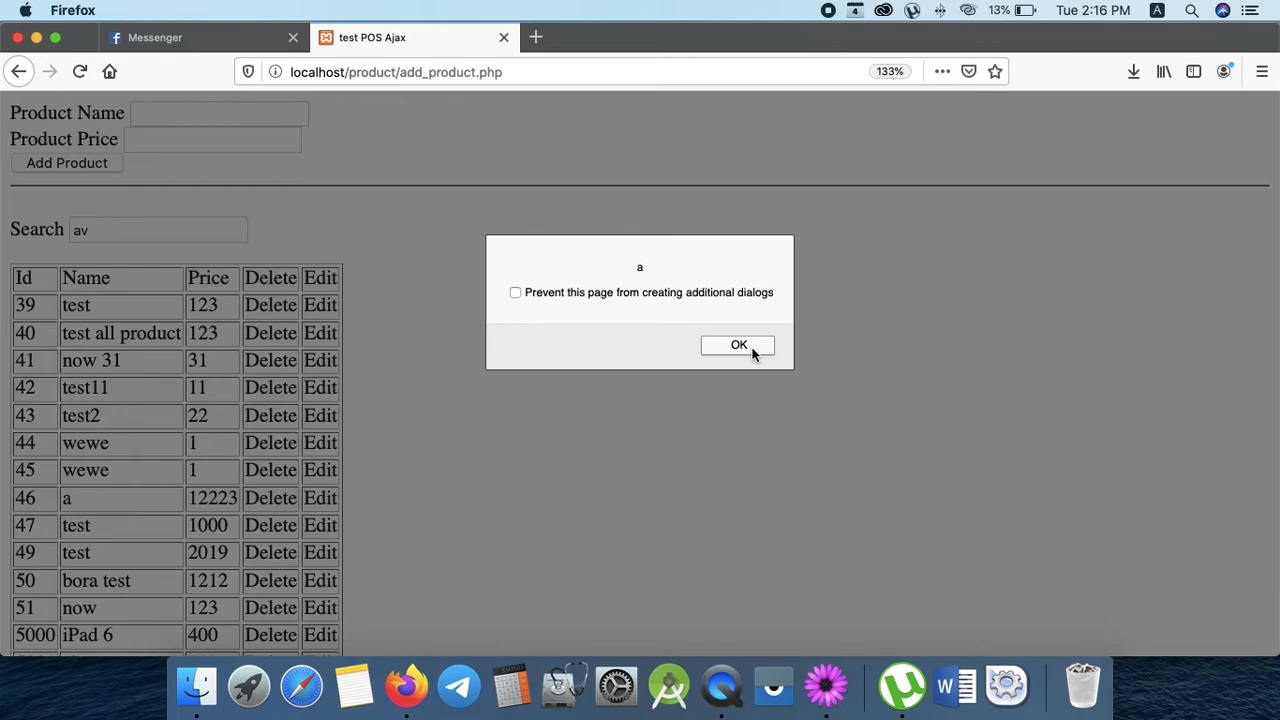 Firefox
4
13%
Tue 2:16 PM
A
Messenger
test POS Ajax
localhost/product/add_product.php
133%
Product Name
Product Price
Add Product
Search av
a
Prevent this page from creating additional dialogs
OK
Id Name Price Delete Edit
39 test 123 Delete Edit
40 test all product 123 Delete Edit
41 now 31 31 Delete Edit
42 test11 11 Delete Edit
43 test2 22 Delete Edit
44 wewe 1 Delete Edit
45 wewe 1 Delete Edit
46 a 12223 Delete Edit
47 test 1000 Delete Edit
49 test 2019 Delete Edit
50 bora test 1212 Delete Edit
51 now 123 Delete Edit
5000 iPad 6 400 Delete Edit